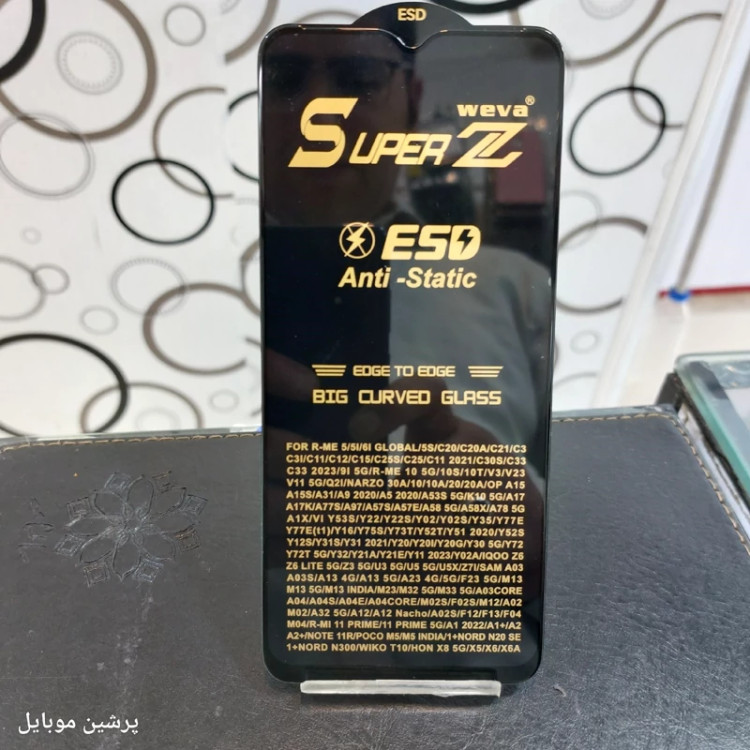 ESD
weva®
SUPER Z
ESD
Anti -Static
EDGE TO EDGE
BIG CURVED GLASS
FOR R-ME 5/5I/6I GLOBAL/5S/C20/C20A/C21/C3
C3I/C11/C12/C15/C25S/C25/C11 2021/C30S/C33
C33 2023/9I 5G/R-ME 10 5G/10S/10T/V3/V23
V11 5G/Q2I/NARZO 30A/10/10A/20/20A/OP A15
A15S/A31/A9 2020/A5 2020/A53S 5G/K10 5G/A17
A17K/A77S/A97/A57S/A57E/A58 5G/A58X/A78 5G
A1X/VI Y53S/Y22/Y22S/Y02/Y02S/Y35/Y77E
Y77E(t1)/Y16/Y75S/Y73T/Y52T/Y51 2020/Y52S
Y12S/Y31S/Y31 2021/Y20/Y20I/Y20G/Y30 5G/Y72
Y72T 5G/Y32/Y21A/Y21E/Y11 2023/Y02A/IQOO Z6
Z6 LITE 5G/Z3 5G/U3 5G/U5 5G/U5X/Z7I/SAM A03
A03S/A13 4G/A13 5G/A23 4G/5G/F23 5G/M13
M13 5G/M13 INDIA/M23/M32 5G/M33 5G/A03CORE
A04/A04S/A04E/A04CORE/M02S/F02S/M12/A02
M02/A32 5G/A12/A12 Nacho/A02S/F12/F13/F04
M04/R-MI 11 PRIME/11 PRIME 5G/A1 2022/A1+/A2
A2+/NOTE 11R/POCO M5/M5 INDIA/1+NORD N20 SE
1+NORD N300/WIKO T10/HON X8 5G/X5/X6/X6A
پرشین موبایل